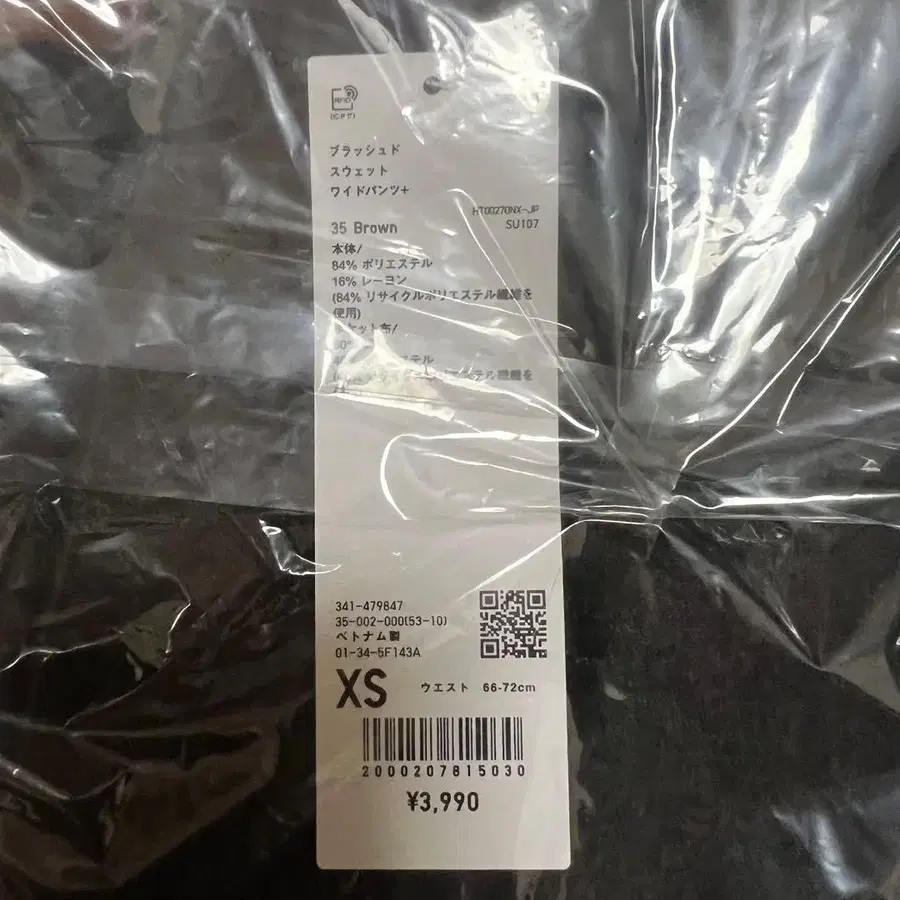 RFID
ブラッシュド
スウェット
ワイドパンツ+
HT00270NX-JP
SU107
35 Brown
本体/
84% ポリエステル
16% レーヨン
(84% リサイクルポリエステル繊維を
使用)
341-479847
35-002-000(53-10)
ベトナム製
01-34-5F143A
XS
ウエスト 66-72cm
2000207815030
¥3,990